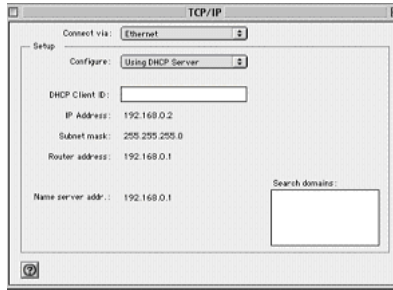 TCP/IP
Connect via: Ethernet
Setup
Configure: Using DHCP Server
DHCP Client ID:
IP Address: 192.168.0.2
Subnet mask: 255.255.255.0
Router address: 192.168.0.1
Search domains:
Name server addr.: 192.168.0.1
?